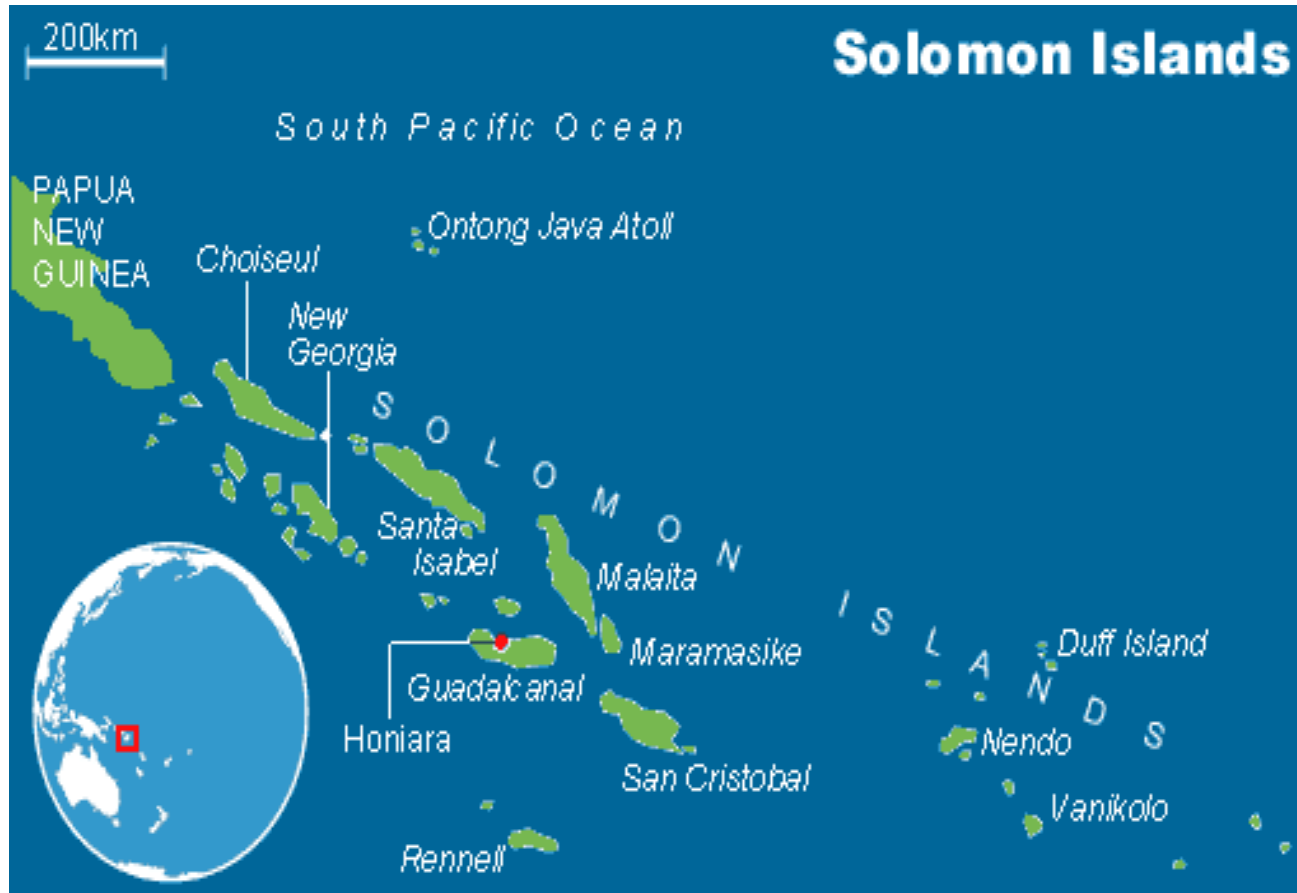 200km
Solomon Islands
South Pacific Ocean
PAPUA
NEW
GUINEA
Ontong Java Atoll
Choiseul
New
Georgia
SOLOMON ISLANDS
Santa
Isabel
Malaita
Maramasike
Duff Island
Guadalcanal
Honiara
Nendo
San Cristobal
Vanikolo
Rennell